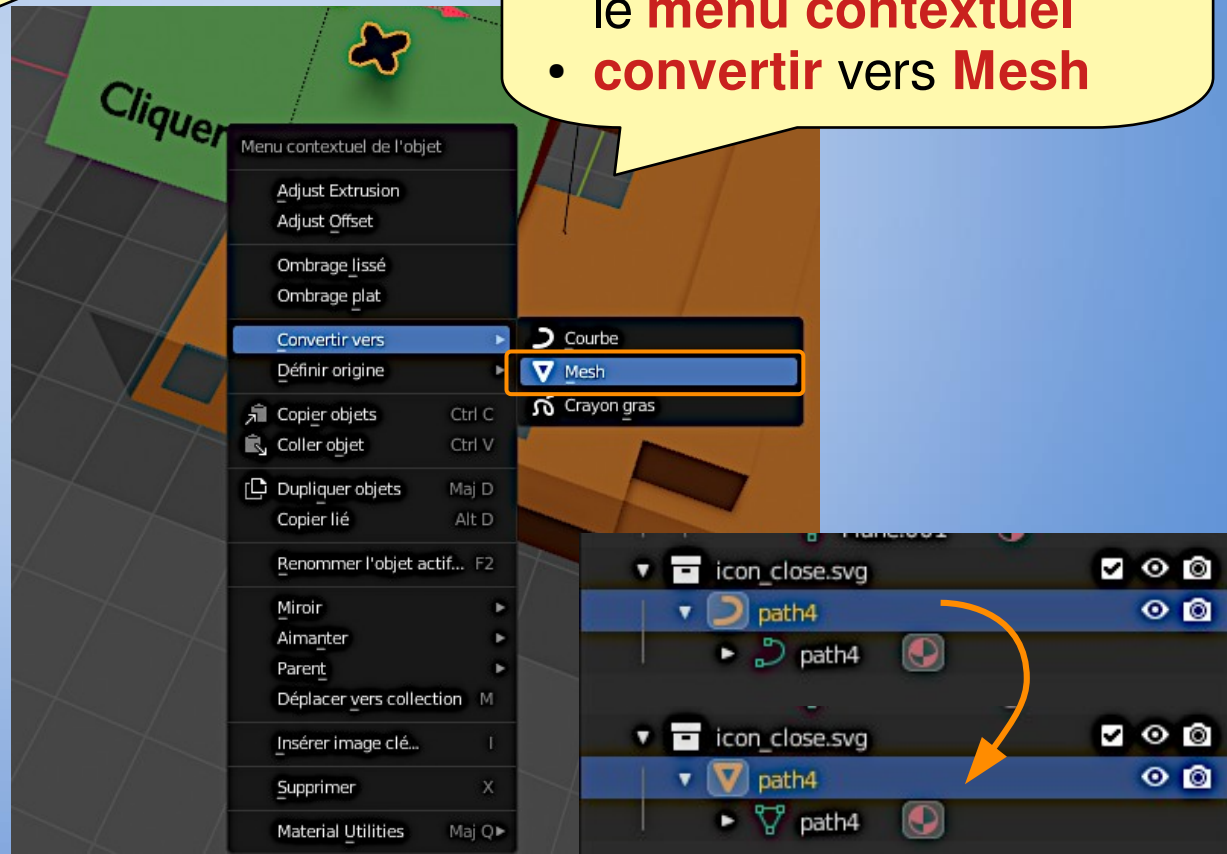 le menu contextuel
• convertir vers Mesh
Cliquer
Menu contextuel de l'objet
Adjust Extrusion
Adjust Offset
Ombrage lissé
Ombrage plat
Convertir vers
Définir origine
Copier objets Ctrl C
Coller objet Ctrl V
Dupliquer objets Maj D
Copier lié Alt D
Renommer l'objet actif... F2
Miroir
Aimanter
Parent
Déplacer vers collection M
Insérer image clé... I
Supprimer X
Material Utilities Maj Q
Courbe
Mesh
Crayon gras
icon_close.svg
path4
path4
icon_close.svg
path4
path4